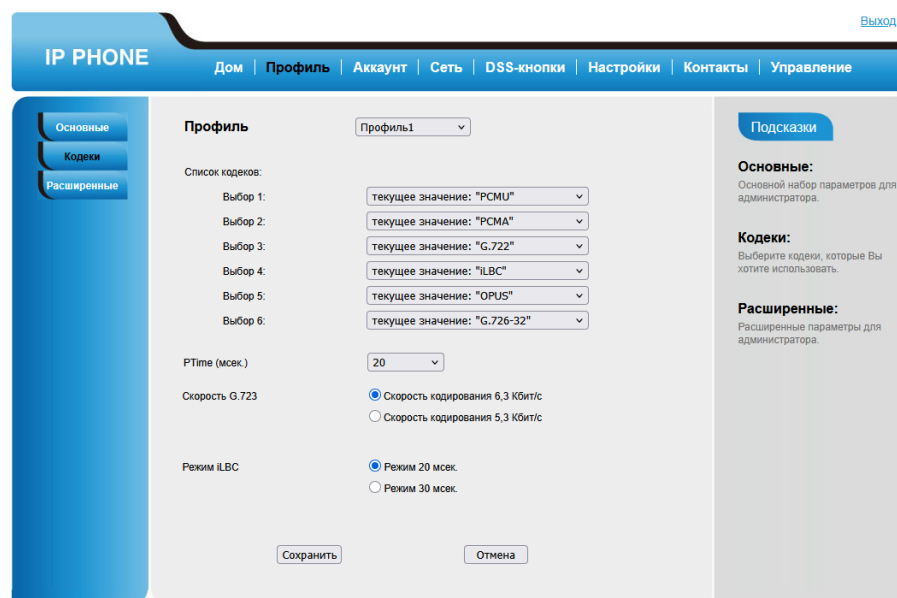 Выход
IP PHONE
Дом | Профиль | Аккаунт | Сеть | DSS-кнопки | Настройки | Контакты | Управление
Основные
Кодеки
Расширенные
Профиль Профиль1
Список кодеков:
Выбор 1: текущее значение: "PCMU"
Выбор 2: текущее значение: "PCMA"
Выбор 3: текущее значение: "G.722"
Выбор 4: текущее значение: "iLBC"
Выбор 5: текущее значение: "OPUS"
Выбор 6: текущее значение: "G.726-32"
PTime (мсек.) 20
Скорость G.723 Скорость кодирования 6,3 Кбит/с
Скорость кодирования 5,3 Кбит/с
Режим iLBC Режим 20 мсек.
Режим 30 мсек.
Сохранить Отмена
Подсказки
Основные:
Основной набор параметров для
администратора.
Кодеки:
Выберите кодеки, которые Вы
хотите использовать.
Расширенные:
Расширенные параметры для
администратора.